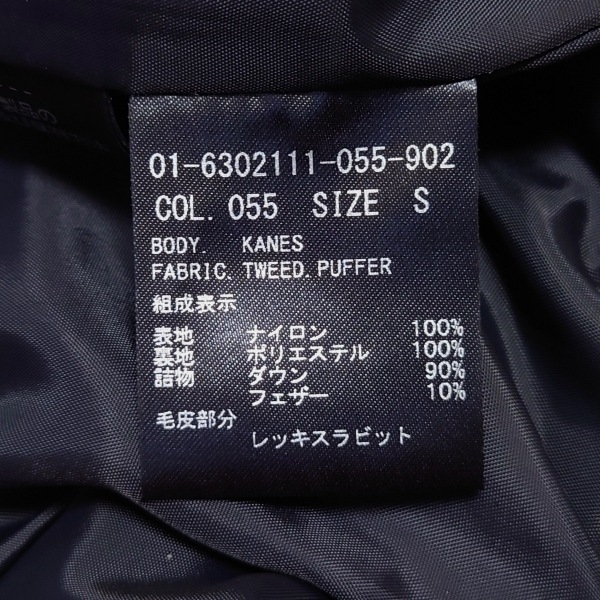 01-6302111-055-902
COL. 055 SIZE S
BODY. KANES
FABRIC. TWEED. PUFFER
組成表示
表地 ナイロン 100%
裏地 ポリエステル 100%
詰物 ダウン 90%
フェザー 10%
毛皮部分
レッキスラビット